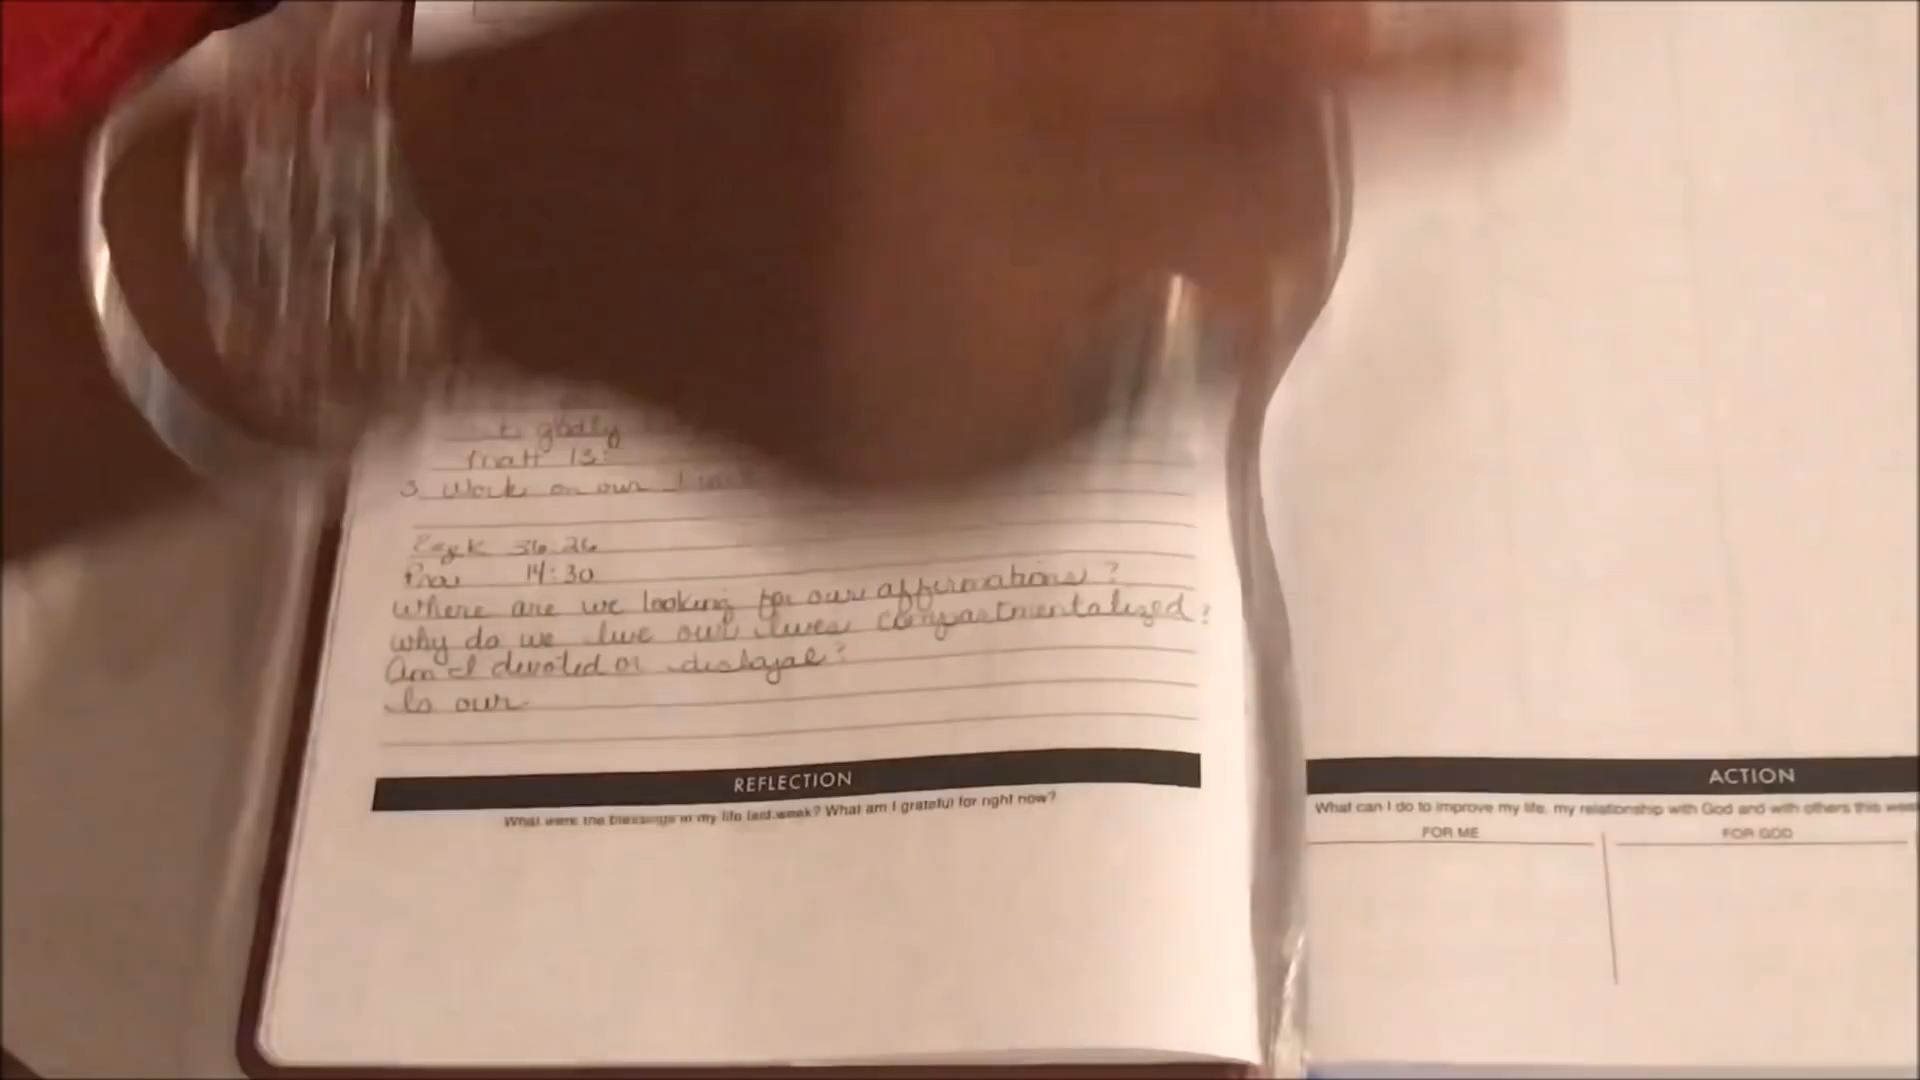 godly
Matt 13:
3. Work on our
Ezek 36:26
Prov 14:30
Where are we looking for our affirmations?
why do we live our lives compartmentalized?
Am I devoted or disloyal?
Is our
REFLECTION
What were the blessings in my life last week? What am I grateful for right now?
ACTION
What can I do to improve my life, my relationship with God and with others this
FOR ME
FOR GOD